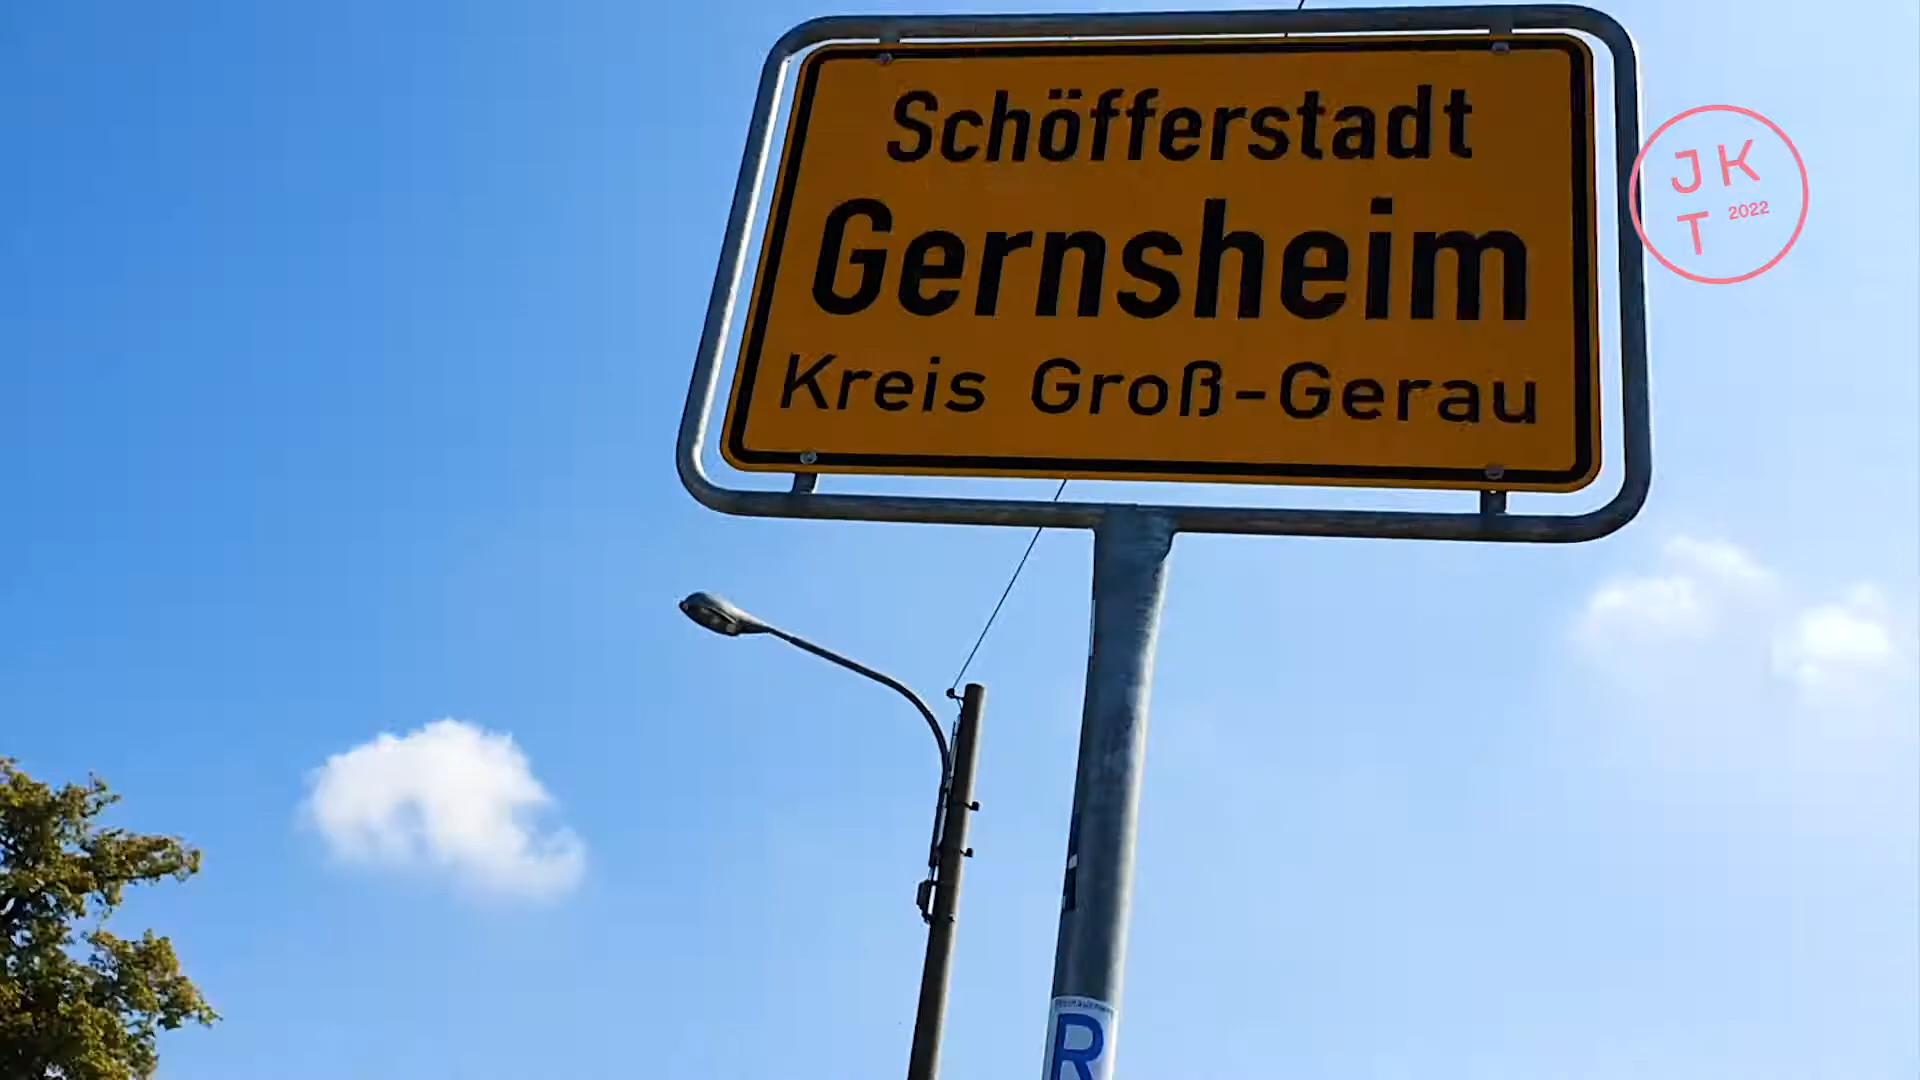 Schöfferstadt
Gernsheim
Kreis Groß-Gerau
J K
T 2022
R